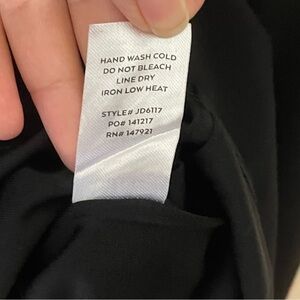 HAND WASH COLD
DO NOT BLEACH
LINE DRY
IRON LOW HEAT
STYLE# JD6117
PO# 141217
RN# 147921